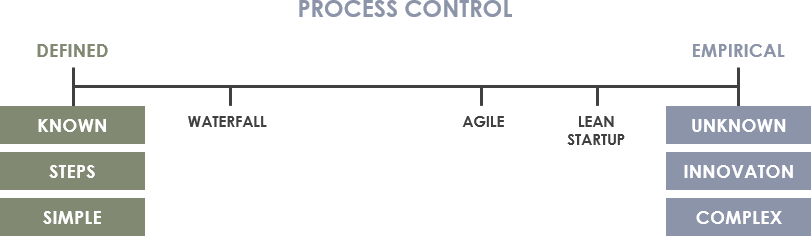 PROCESS CONTROL
DEFINED
EMPIRICAL
KNOWN
WATERFALL
AGILE
LEAN
STARTUP
UNKNOWN
STEPS
INNOVATON
SIMPLE
COMPLEX